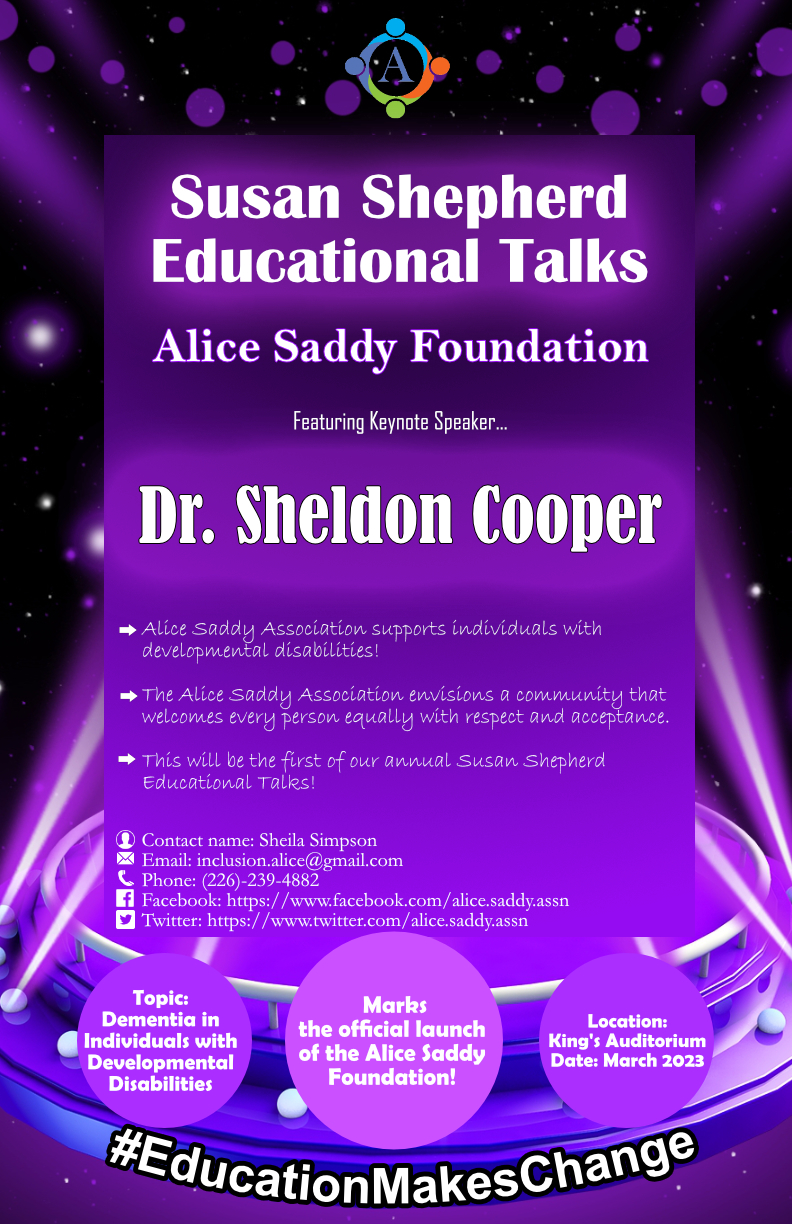 A
Susan Shepherd
Educational Talks
Alice Saddy Foundation
Featuring Keynote Speaker...
Dr. Sheldon Cooper
Alice Saddy Association supports individuals with
developmental disabilities!
The Alice Saddy Association envisions a community that
welcomes every person equally with respect and acceptance.
This will be the first of our annual Susan Shepherd
Educational Talks!
Contact name: Sheila Simpson
Email: inclusion.alice@gmail.com
Phone: (226)-239-4882
Facebook: https://www.facebook.com/alice.saddy.assn
Twitter: https://www.twitter.com/alice.saddy.assn
Topic:
Dementia in
Individuals with
Developmental
Disabilities
Marks
the official launch
of the Alice Saddy
Foundation!
Location:
King's Auditorium
Date: March 2023
#EducationMakesChange